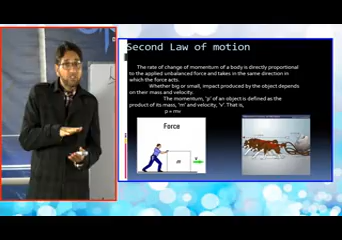 Second Law of motion
The rate of change of momentum of a body is directly proportional
to the applied unbalanced force and takes in the same direction in
which the force acts.
Whether big or small, impact produced by the object depends
on their mass and velocity.
The momentum, 'p' of an object is defined as the
product of its mass, 'm' and velocity, 'v'. That is,
p = mv
Force
m